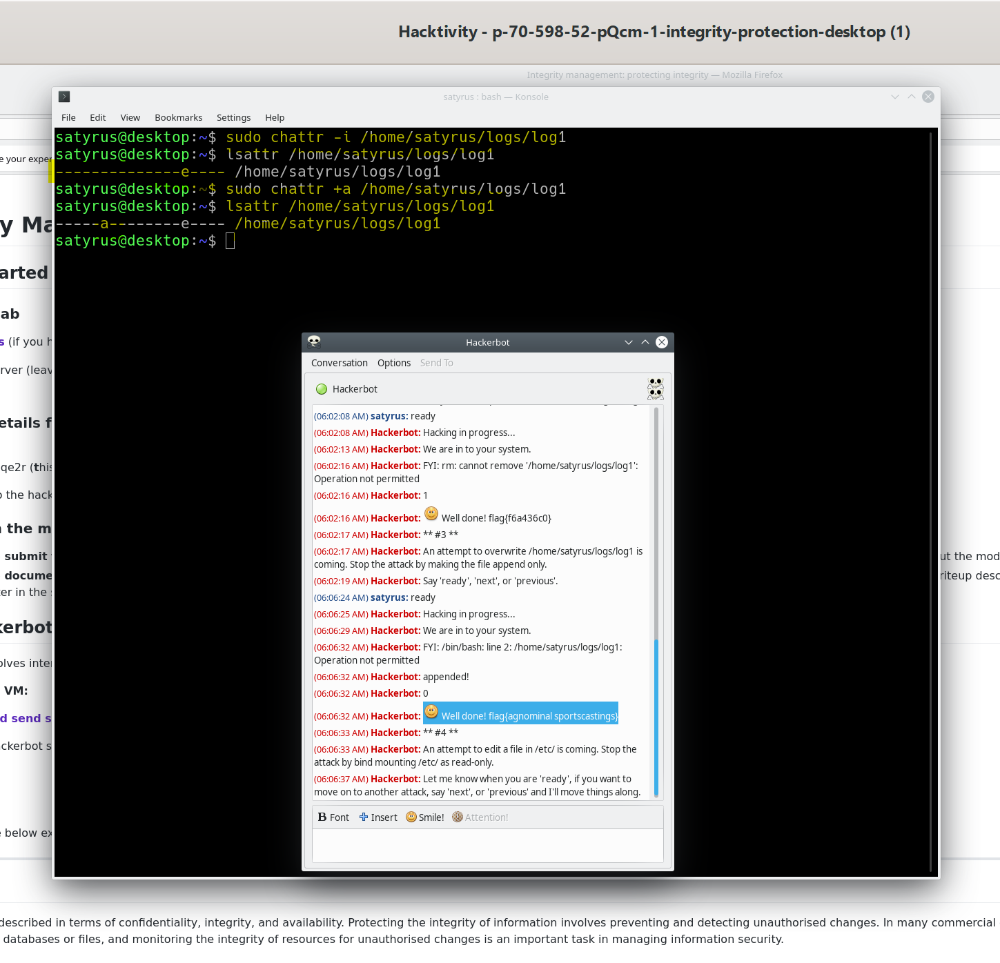 Hacktivity - p-70-598-52-pQcm-1-integrity-protection-desktop (1)
Integrity management: protecting integrity — Mozilla Firefox
satyrus : bash — Konsole
File Edit View Bookmarks Settings Help
satyrus@desktop:~$ sudo chattr -i /home/satyrus/logs/log1
satyrus@desktop:~$ lsattr /home/satyrus/logs/log1
--------------e---- /home/satyrus/logs/log1
satyrus@desktop:~$ sudo chattr +a /home/satyrus/logs/log1
satyrus@desktop:~$ lsattr /home/satyrus/logs/log1
-----a--------e---- /home/satyrus/logs/log1
satyrus@desktop:~$
e your exper
y Ma
arted
ab
s (if you h
rver (leav
etails f
qe2r (this
o the hack
n the m
submit
ut the mod
docume
riteup desc
ter in the
kerbot
olves inte
VM:
d send s
ackerbot s
e below ex
Hackerbot
Conversation Options Send To
Hackerbot
(06:02:08 AM) satyrus: ready
(06:02:08 AM) Hackerbot: Hacking in progress...
(06:02:13 AM) Hackerbot: We are in to your system.
(06:02:16 AM) Hackerbot: FYI: rm: cannot remove '/home/satyrus/logs/log1':
Operation not permitted
(06:02:16 AM) Hackerbot: 1
(06:02:16 AM) Hackerbot: Well done! flag{f6a436c0}
(06:02:17 AM) Hackerbot: ** #3 **
(06:02:17 AM) Hackerbot: An attempt to overwrite /home/satyrus/logs/log1 is
coming. Stop the attack by making the file append only.
(06:02:19 AM) Hackerbot: Say 'ready', 'next', or 'previous'.
(06:06:24 AM) satyrus: ready
(06:06:25 AM) Hackerbot: Hacking in progress...
(06:06:29 AM) Hackerbot: We are in to your system.
(06:06:32 AM) Hackerbot: FYI: /bin/bash: line 2: /home/satyrus/logs/log1:
Operation not permitted
(06:06:32 AM) Hackerbot: appended!
(06:06:32 AM) Hackerbot: 0
(06:06:32 AM) Hackerbot: Well done! flag{agnominal sportscastings}
(06:06:33 AM) Hackerbot: ** #4 **
(06:06:33 AM) Hackerbot: An attempt to edit a file in /etc/ is coming. Stop the
attack by bind mounting /etc/ as read-only.
(06:06:37 AM) Hackerbot: Let me know when you are 'ready', if you want to
move on to another attack, say 'next', or 'previous' and I'll move things along.
B Font Insert Smile! Attention!
described in terms of confidentiality, integrity, and availability. Protecting the integrity of information involves preventing and detecting unauthorised changes. In many commercial
databases or files, and monitoring the integrity of resources for unauthorised changes is an important task in managing information security.